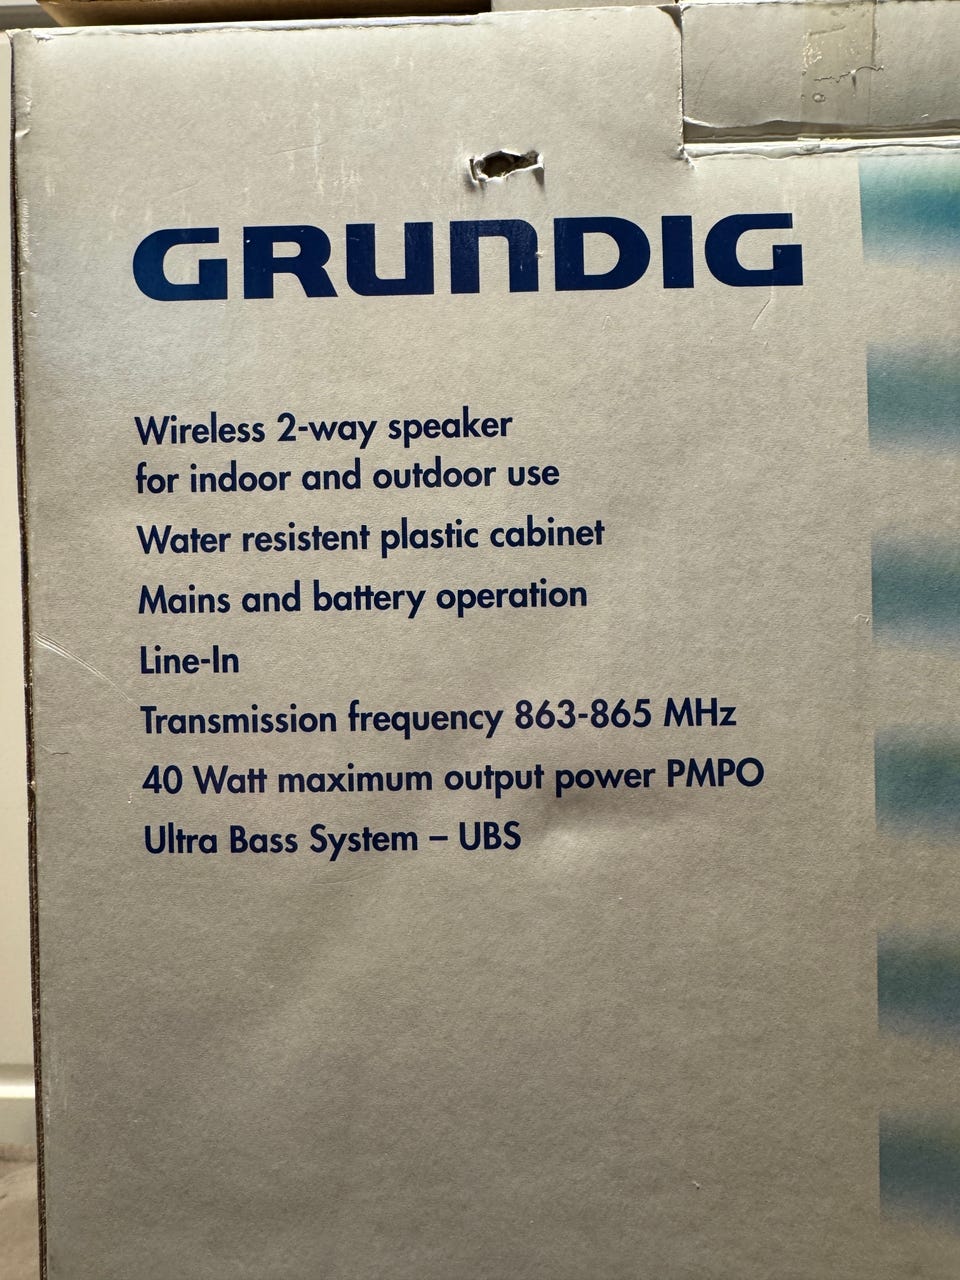 GRUNDIG
Wireless 2-way speaker
for indoor and outdoor use
Water resistent plastic cabinet
Mains and battery operation
Line-In
Transmission frequency 863-865 MHz
40 Watt maximum output power PMPO
Ultra Bass System – UBS